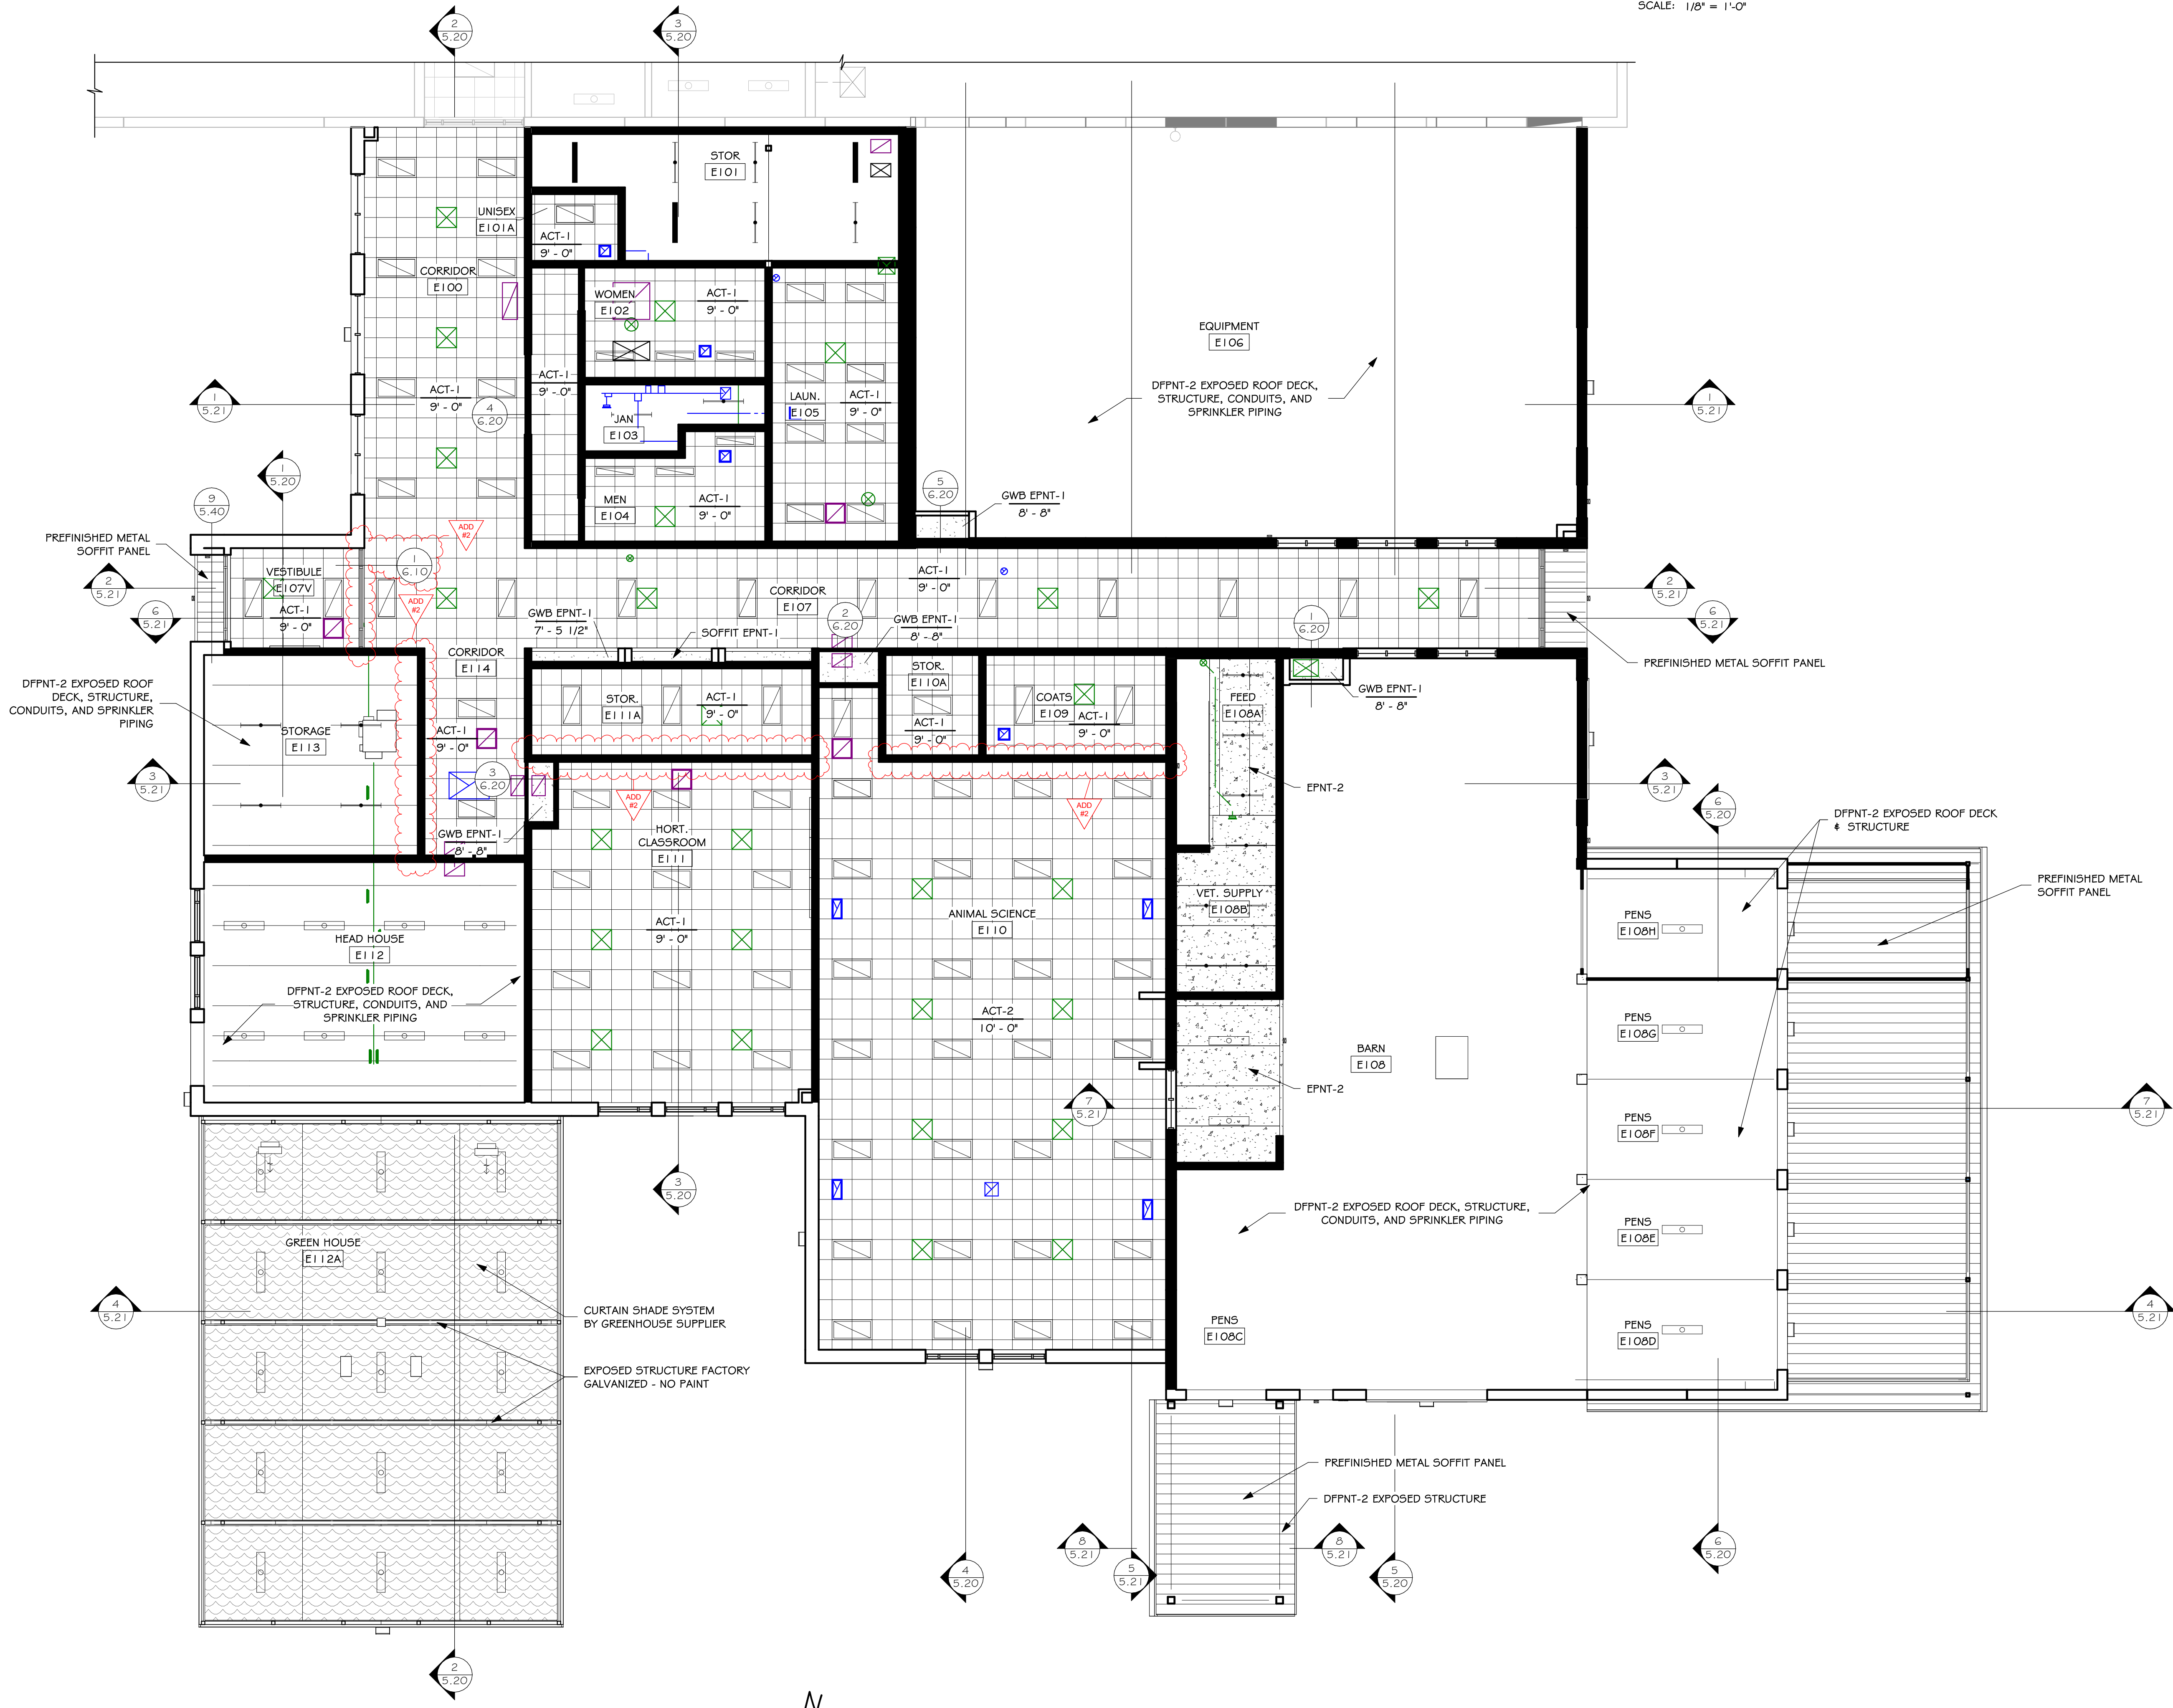 SCALE: 1/8" = 1'-0"
2
5.20
3
5.20
STOR
E101
UNISEX
E101A
ACT-1
9' - 0"
CORRIDOR
E100
WOMEN
E102
ACT-1
9' - 0"
EQUIPMENT
E106
ACT-1
9' - 0"
ACT-1
9' - 0"
LAUN.
E105
ACT-1
9' - 0"
DFPNT-2 EXPOSED ROOF DECK,
STRUCTURE, CONDUITS, AND
SPRINKLER PIPING
1
5.21
4
6.20
JAN
E103
1
5.21
1
5.20
9
5.40
MEN
E104
ACT-1
9' - 0"
5
6.20
GWB EPNT-1
8' - 8"
ADD
#2
PREFINISHED METAL
SOFFIT PANEL
1
6.10
VESTIBULE
E107V
ACT-1
9' - 0"
2
5.21
6
5.21
ADD
#2
CORRIDOR
E107
ACT-1
9' - 0"
2
5.21
6
5.21
GWB EPNT-1
7' - 5 1/2"
SOFFIT EPNT-1
2
6.20
GWB EPNT-1
8' - 8"
1
6.20
PREFINISHED METAL SOFFIT PANEL
CORRIDOR
E114
DFPNT-2 EXPOSED ROOF
DECK, STRUCTURE,
CONDUITS, AND SPRINKLER
PIPING
STORAGE
E113
ACT-1
9' - 0"
STOR.
E111A
ACT-1
9' - 0"
STOR.
E110A
ACT-1
9' - 0"
COATS
E109
ACT-1
9' - 0"
FEED
E108A
GWB EPNT-1
8' - 8"
3
5.21
3
6.20
ADD
#2
ADD
#2
EPNT-2
3
5.21
6
5.20
DFPNT-2 EXPOSED ROOF DECK
& STRUCTURE
GWB EPNT-1
8' - 8"
HORT.
CLASSROOM
E111
VET. SUPPLY
E108B
PREFINISHED METAL
SOFFIT PANEL
ACT-1
9' - 0"
ANIMAL SCIENCE
E110
PENS
E108H
HEAD HOUSE
E112
DFPNT-2 EXPOSED ROOF DECK,
STRUCTURE, CONDUITS, AND
SPRINKLER PIPING
ACT-2
10' - 0"
PENS
E108G
BARN
E108
EPNT-2
7
5.21
PENS
E108F
7
5.21
3
5.20
DFPNT-2 EXPOSED ROOF DECK, STRUCTURE,
CONDUITS, AND SPRINKLER PIPING
PENS
E108E
GREEN HOUSE
E112A
4
5.21
CURTAIN SHADE SYSTEM
BY GREENHOUSE SUPPLIER
PENS
E108C
PENS
E108D
4
5.21
EXPOSED STRUCTURE FACTORY
GALVANIZED - NO PAINT
PREFINISHED METAL SOFFIT PANEL
DFPNT-2 EXPOSED STRUCTURE
8
5.21
8
5.21
6
5.20
4
5.20
5
5.21
5
5.20
2
5.20
N